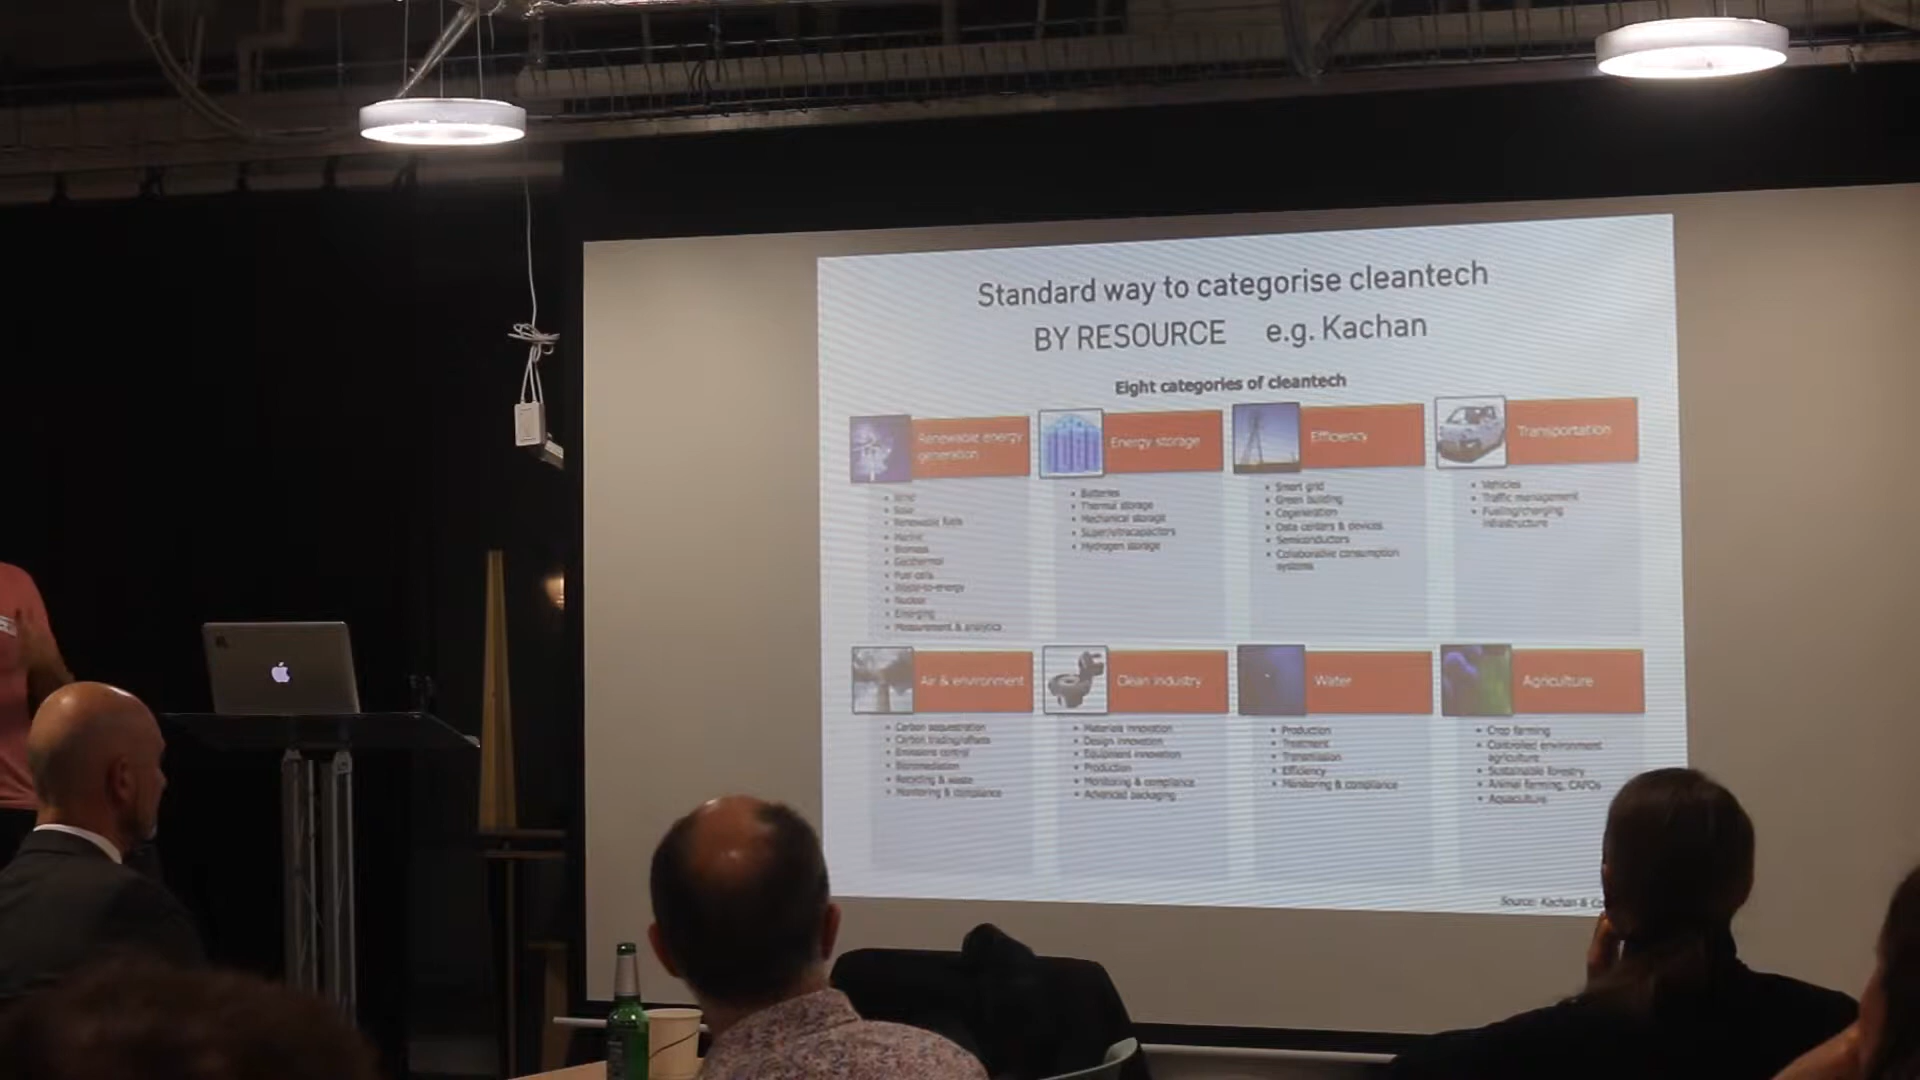 Standard way to categorise cleantech
BY RESOURCE e.g. Kachan
Eight categories of cleantech
Renewable energy
generation
Energy storage
Efficiency
Transportation
• Wind
• Solar
• Renewable fuels
• Marine
• Biomass
• Geothermal
• Fuel cells
• Waste-to-energy
• Nuclear
• Emerging
• Measurement & analytics
• Batteries
• Thermal storage
• Mechanical storage
• Super/ultracapacitors
• Hydrogen storage
• Smart grid
• Green building
• Cogeneration
• Data centers & devices
• Semiconductors
• Collaborative consumption
systems
• Vehicles
• Traffic management
• Fueling/charging
infrastructure
Air & environment
Clean industry
Water
Agriculture
• Carbon sequestration
• Carbon trading/offsets
• Emissions control
• Bioremediation
• Recycling & waste
• Monitoring & compliance
• Materials innovation
• Design innovation
• Equipment innovation
• Production
• Monitoring & compliance
• Advanced packaging
• Production
• Treatment
• Transmission
• Efficiency
• Monitoring & compliance
• Crop farming
• Controlled environment
agriculture
• Sustainable forestry
• Animal farming, CAFOs
• Aquaculture
Source: Kachan &